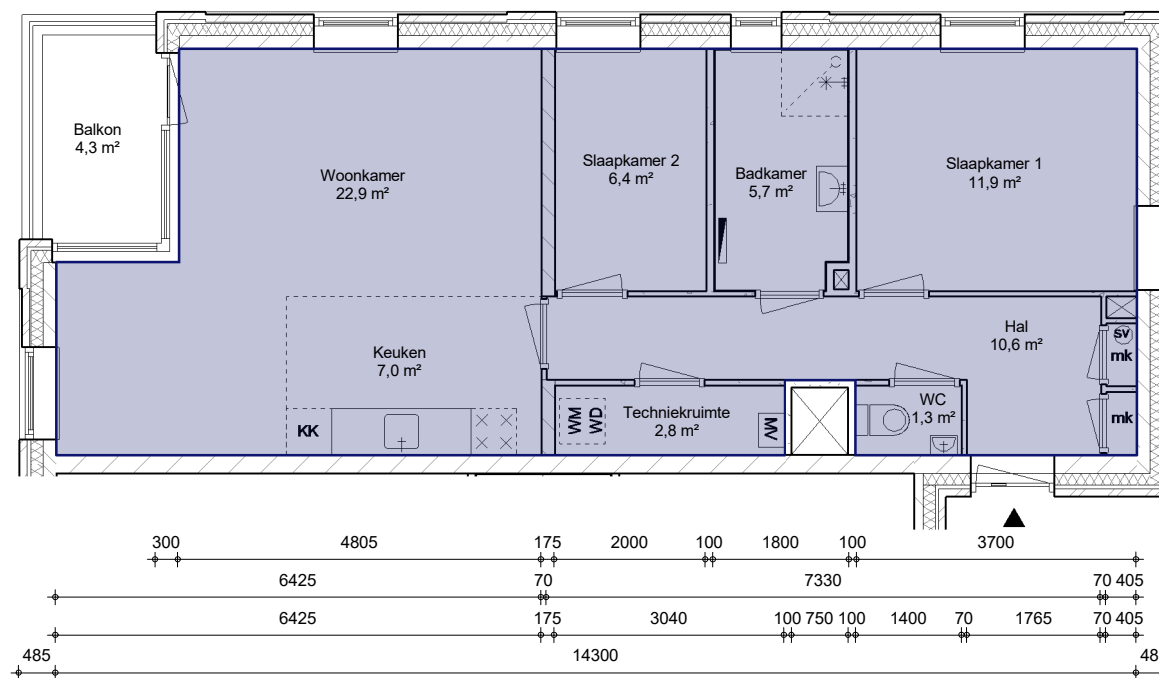 Balkon
4,3 m²
Woonkamer
22,9 m²
Slaapkamer 2
6,4 m²
Badkamer
5,7 m²
Slaapkamer 1
11,9 m²
Keuken
7,0 m²
Hal
10,6 m²
SV
mk
KK
WM
WD
Techniekruimte
2,8 m²
MV
WC
1,3 m²
mk
300 4805 175 2000 100 1800 100 3700
6425 70 7330 70 405
6425 175 3040 100 750 100 1400 70 1765 70 405
485 14300 48